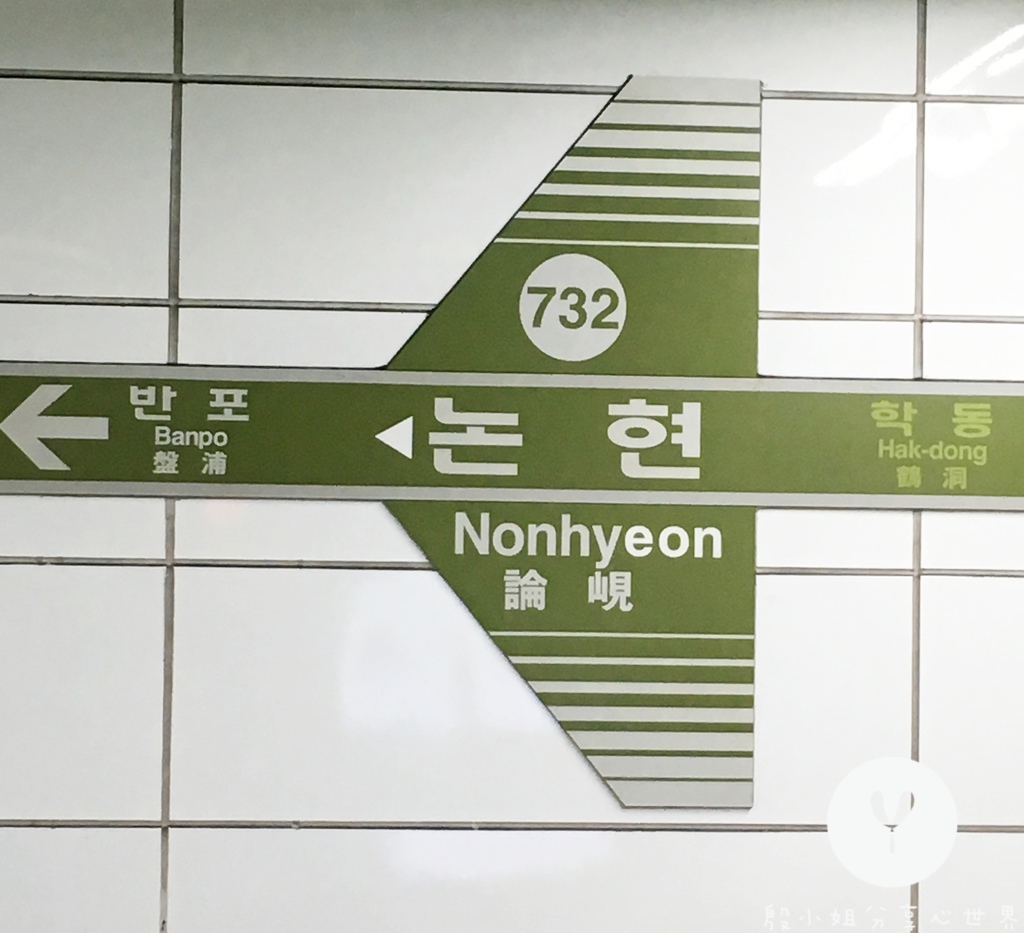 732
반 포
Banpo
盤 浦
논 현
Nonhyeon
論 峴
학 동
Hak-dong
鶴 洞
殷小姐分享心世界